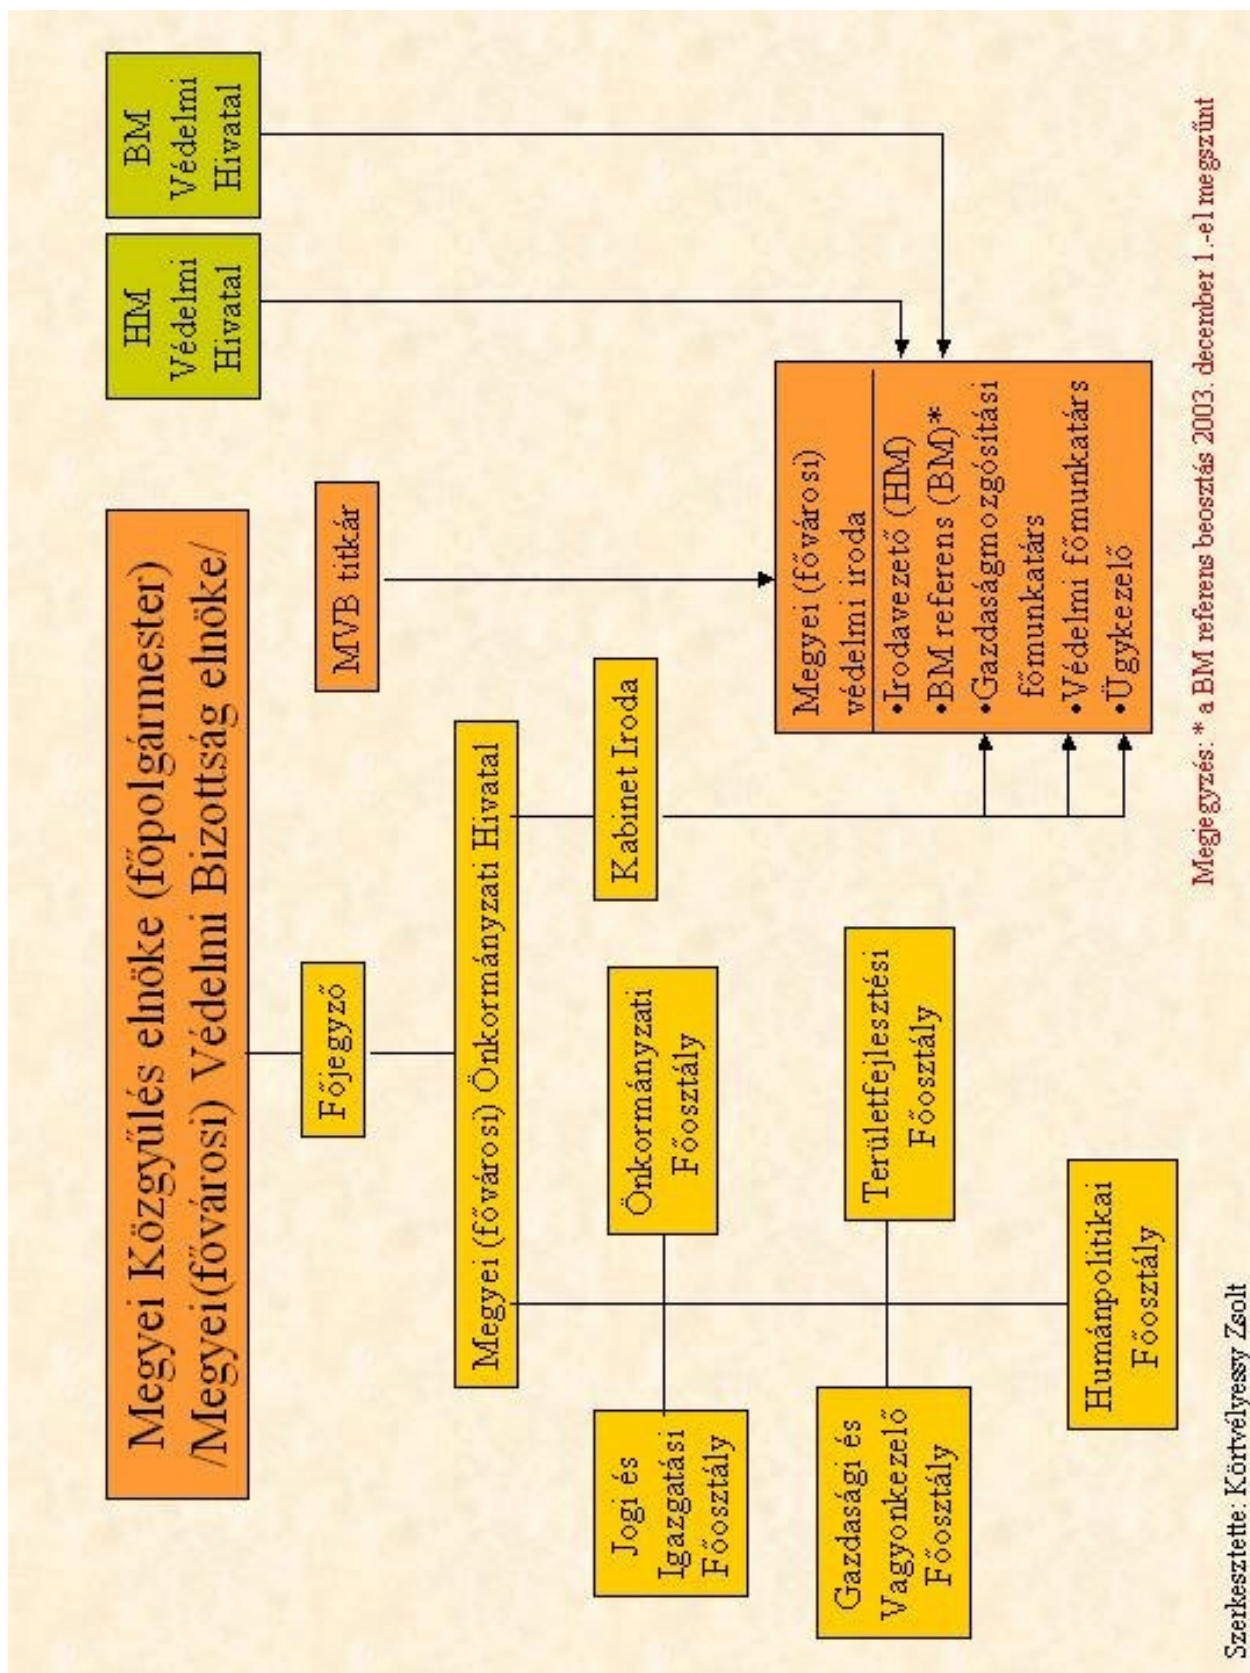 Megyei Közgyűlés elnöke (főpolgármester)
/Megyei(fővárosi) Védelmi Bizottság elnöke/
HM
Védelmi
Hivatal
BM
Védelmi
Hivatal
Főjegyző
MVB titkár
Megyei (fővárosi) Önkormányzati Hivatal
Jogi és
Igazgatási
Főosztály
Önkormányzati
Főosztály
Kabinet Iroda
Gazdasági és
Vagyonkezelő
Főosztály
Területfejlesztési
Főosztály
Humánpolitikai
Főosztály
Megyei (fővárosi)
védelmi iroda
•Irodavezető (HM)
•BM referens (BM)*
•Gazdaságmozgósítási
főmunkatárs
•Védelmi főmunkatárs
•Ügykezelő
Megjegyzés: * a BM referens beosztás 2003. december 1.-el megszűnt
Szerkesztette: Körtvélyessy Zsolt